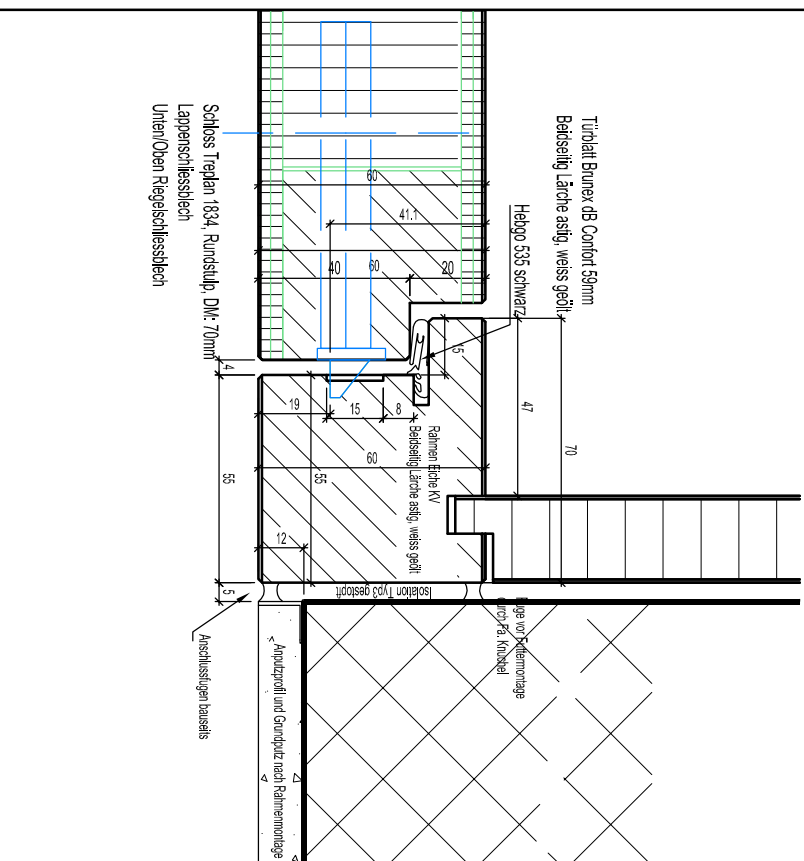 Türblatt Brunex dB Confort 59mm
Beidseitig Lärche astig, weiss geölt
Hebgo 535 schwarz
Schloss Treplan 1834, Rundstulp, DM: 70mm
Lappenschliessblech
Unten/Oben Riegelschliessblech
60
41.1
40
60
20
15
4
19
15
8
47
70
Rahmen Eiche KV
Beidseitig Lärche astig, weiss geölt
60
55
55
12
5
Isolation Typ3 gestopft
Fuge vor Futtermontage
durch Fa. Knüsbel
Anschlussfugen bauseits
Anputzprofil und Grundputz nach Rahmenmontage